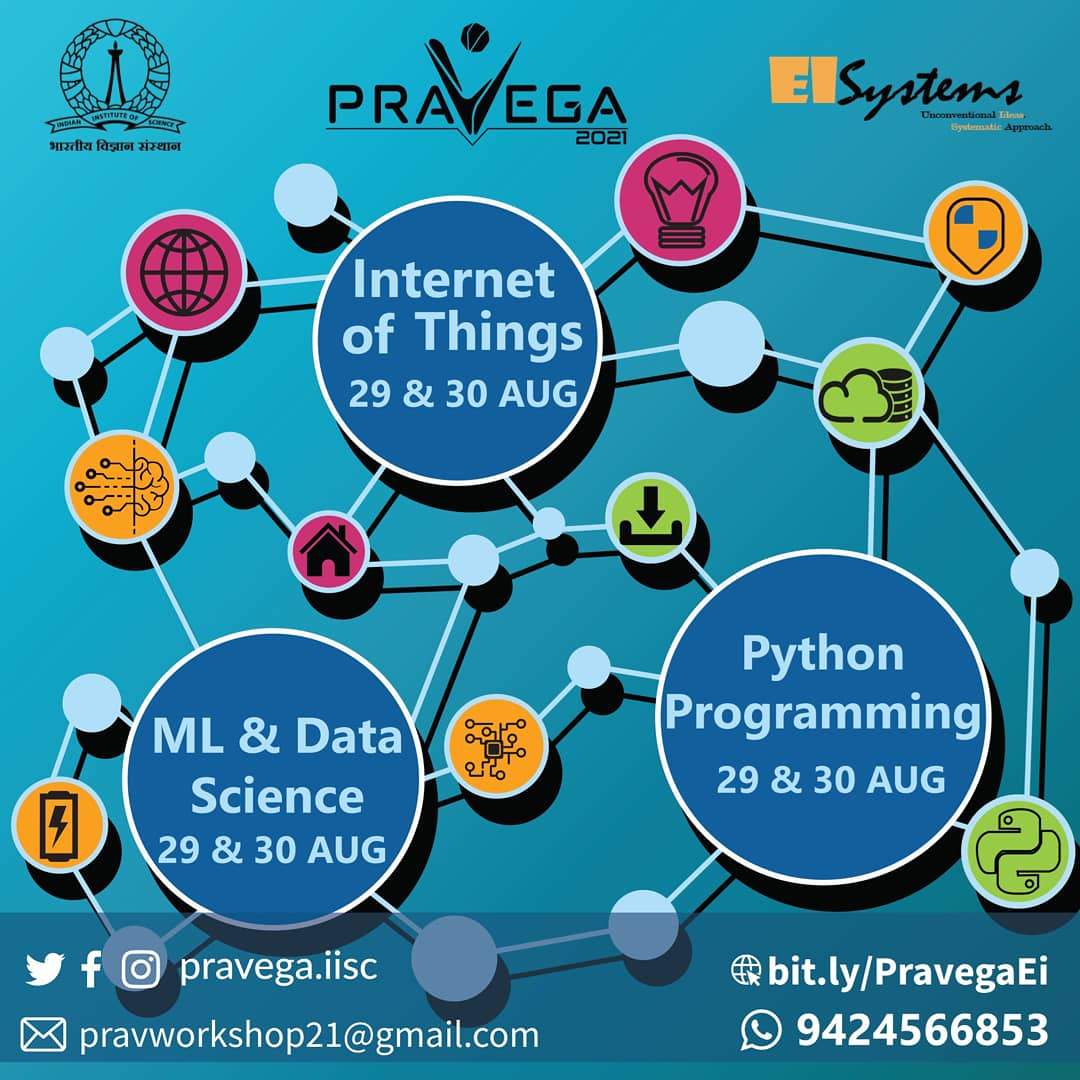 INDIAN INSTITUTE OF SCIENCE
भारतीय विज्ञान संस्थान
PRAVEGA
2021
EI Systems
Unconventional Ideas,
Systematic Approach.
Internet
of Things
29 & 30 AUG
Python
Programming
29 & 30 AUG
ML & Data
Science
29 & 30 AUG
pravega.iisc
bit.ly/PravegaEi
pravworkshop21@gmail.com
9424566853